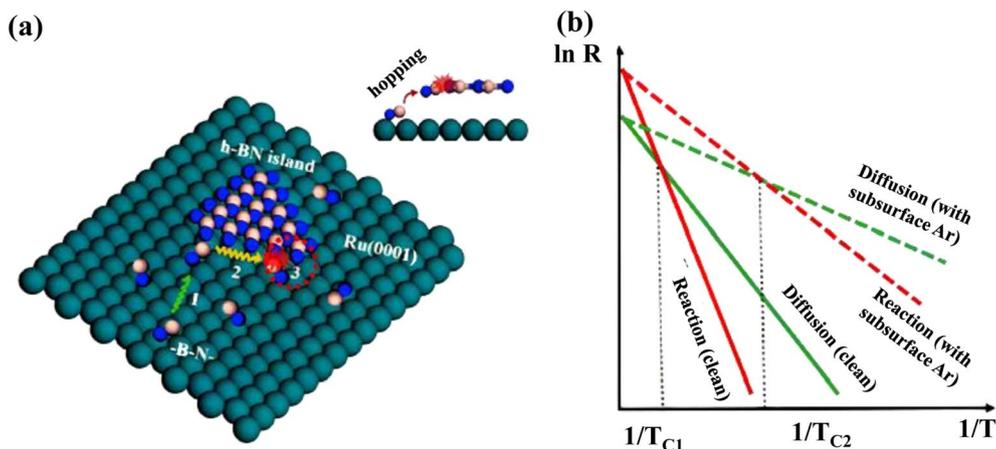 (a)
hopping
h-BN island
Ru(0001)
1
2
3
-B-N-
(b)
ln R
Diffusion (with
subsurface Ar)
Reaction (with
subsurface Ar)
Diffusion (clean)
Reaction (clean)
1/T_C1
1/T_C2
1/T